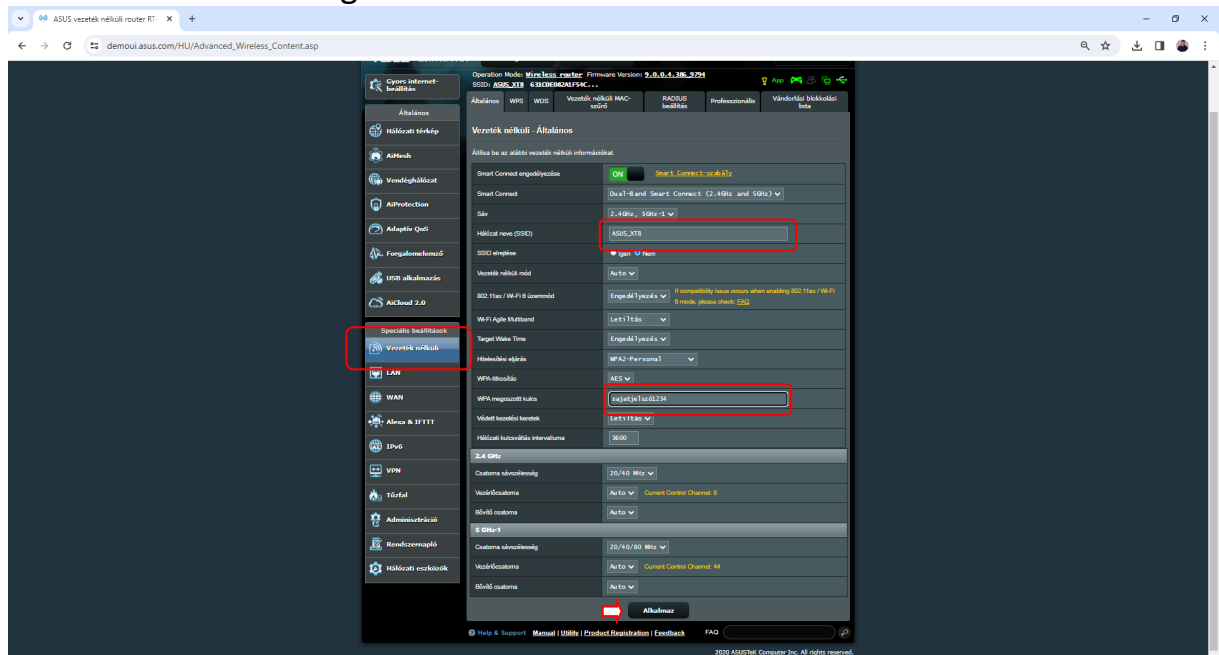 ASUS vezeték nélküli router RT-
demoui.asus.com/HU/Advanced_Wireless_Content.asp
Gyors internet-
beállítás
Operation Mode: Wireless router Firmware Version: 9.0.0.4.386_5794
SSID: ASUS_XT8
App
Általános WPS WDS Vezeték nélküli MAC-szűrő RADIUS beállítás Professzionális Vándorlási blokkolási lista
Általános
Hálózati térkép
AiMesh
Vendéghálózat
AiProtection
Adaptív QoS
Forgalomelemző
USB alkalmazás
AiCloud 2.0
Speciális beállítások
Vezeték nélküli
LAN
WAN
Alexa & IFTTT
IPv6
VPN
Tűzfal
Adminisztráció
Rendszernapló
Hálózati eszközök
Vezeték nélküli - Általános
Állítsa be az alábbi vezeték nélküli információkat.
Smart Connect engedélyezése ON Smart Connect-szabály
Smart Connect Dual-Band Smart Connect (2.4GHz and 5GHz)
Sáv 2.4GHz, 5GHz-1
Hálózat neve (SSID) ASUS_XT8
SSID elrejtése Igen Nem
Vezeték nélküli mód Auto
802.11ax / Wi-Fi 6 üzemmód Engedélyezés If compatibility issue occurs when enabling 802.11ax / Wi-Fi
6 mode, please check: FAQ
Wi-Fi Agile Multiband Letiltás
Target Wake Time Engedélyezés
Hitelesítési eljárás WPA2-Personal
WPA-titkosítás AES
WPA megosztott kulcs sajatjelszó1234
Védett kezelési keretek Letiltás
Hálózati kulcsváltás intervalluma 3600
2.4 GHz
Csatorna sávszélesség 20/40 MHz
Vezérlőcsatorna Auto Current Control Channel: 8
Bővítő csatorna Auto
5 GHz-1
Csatorna sávszélesség 20/40/80 MHz
Vezérlőcsatorna Auto Current Control Channel: 44
Bővítő csatorna Auto
Alkalmaz
Help & Support Manual | Utility | Product Registration | Feedback FAQ
2020 ASUSTeK Computer Inc. All rights reserved.